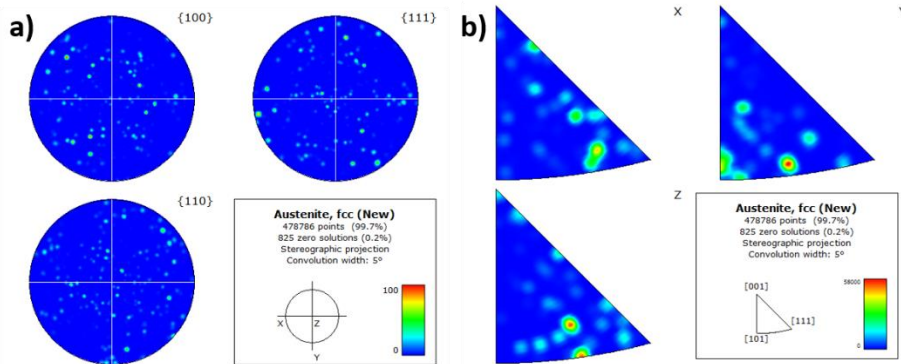 a)
{100}
{111}
{110}
Austenite, fcc (New)
478786 points (99.7%)
825 zero solutions (0.2%)
Stereographic projection
Convolution width: 5°
X
Z
Y
100
0
b)
X
Y
Z
Austenite, fcc (New)
478786 points (99.7%)
825 zero solutions (0.2%)
Stereographic projection
Convolution width: 5°
[001]
[111]
[101]
58000
0